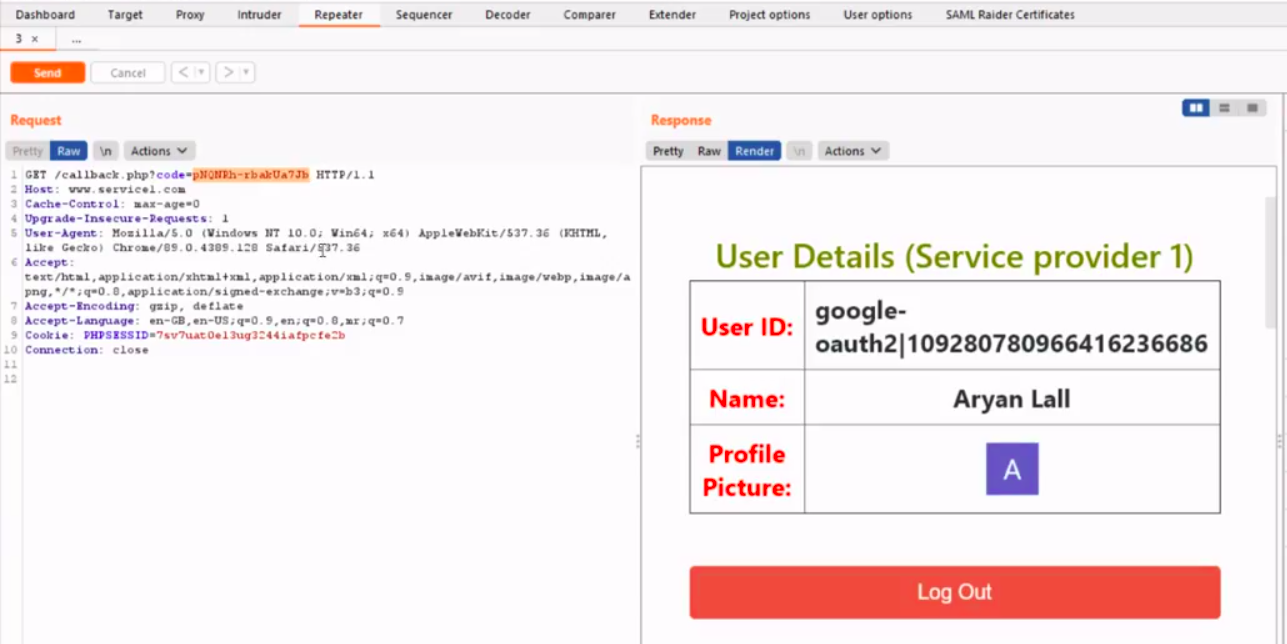 Dashboard Target Proxy Intruder Repeater Sequencer Decoder Comparer Extender Project options User options SAML Raider Certificates
3 × ...
Send Cancel < > 
Request
Pretty Raw \n Actions
1 GET /callback.php?code=pNQNRh-rbakUa7Jb HTTP/1.1
2 Host: www.service1.com
3 Cache-Control: max-age=0
4 Upgrade-Insecure-Requests: 1
5 User-Agent: Mozilla/5.0 (Windows NT 10.0; Win64; x64) AppleWebKit/537.36 (KHTML,
like Gecko) Chrome/89.0.4389.128 Safari/537.36
6 Accept:
text/html,application/xhtml+xml,application/xml;q=0.9,image/avif,image/webp,image/a
png,*/*;q=0.8,application/signed-exchange;v=b3;q=0.9
7 Accept-Encoding: gzip, deflate
8 Accept-Language: en-GB,en-US;q=0.9,en;q=0.8,mr;q=0.7
9 Cookie: PHPSESSID=
10 Connection: close
11
12
Response
Pretty Raw Render \n Actions
User Details (Service provider 1)
User ID: google-
oauth2|109280780966416236686
Name: Aryan Lall
Profile
Picture: A
Log Out